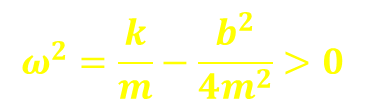 ω² = k/m − b²/4m² > 0